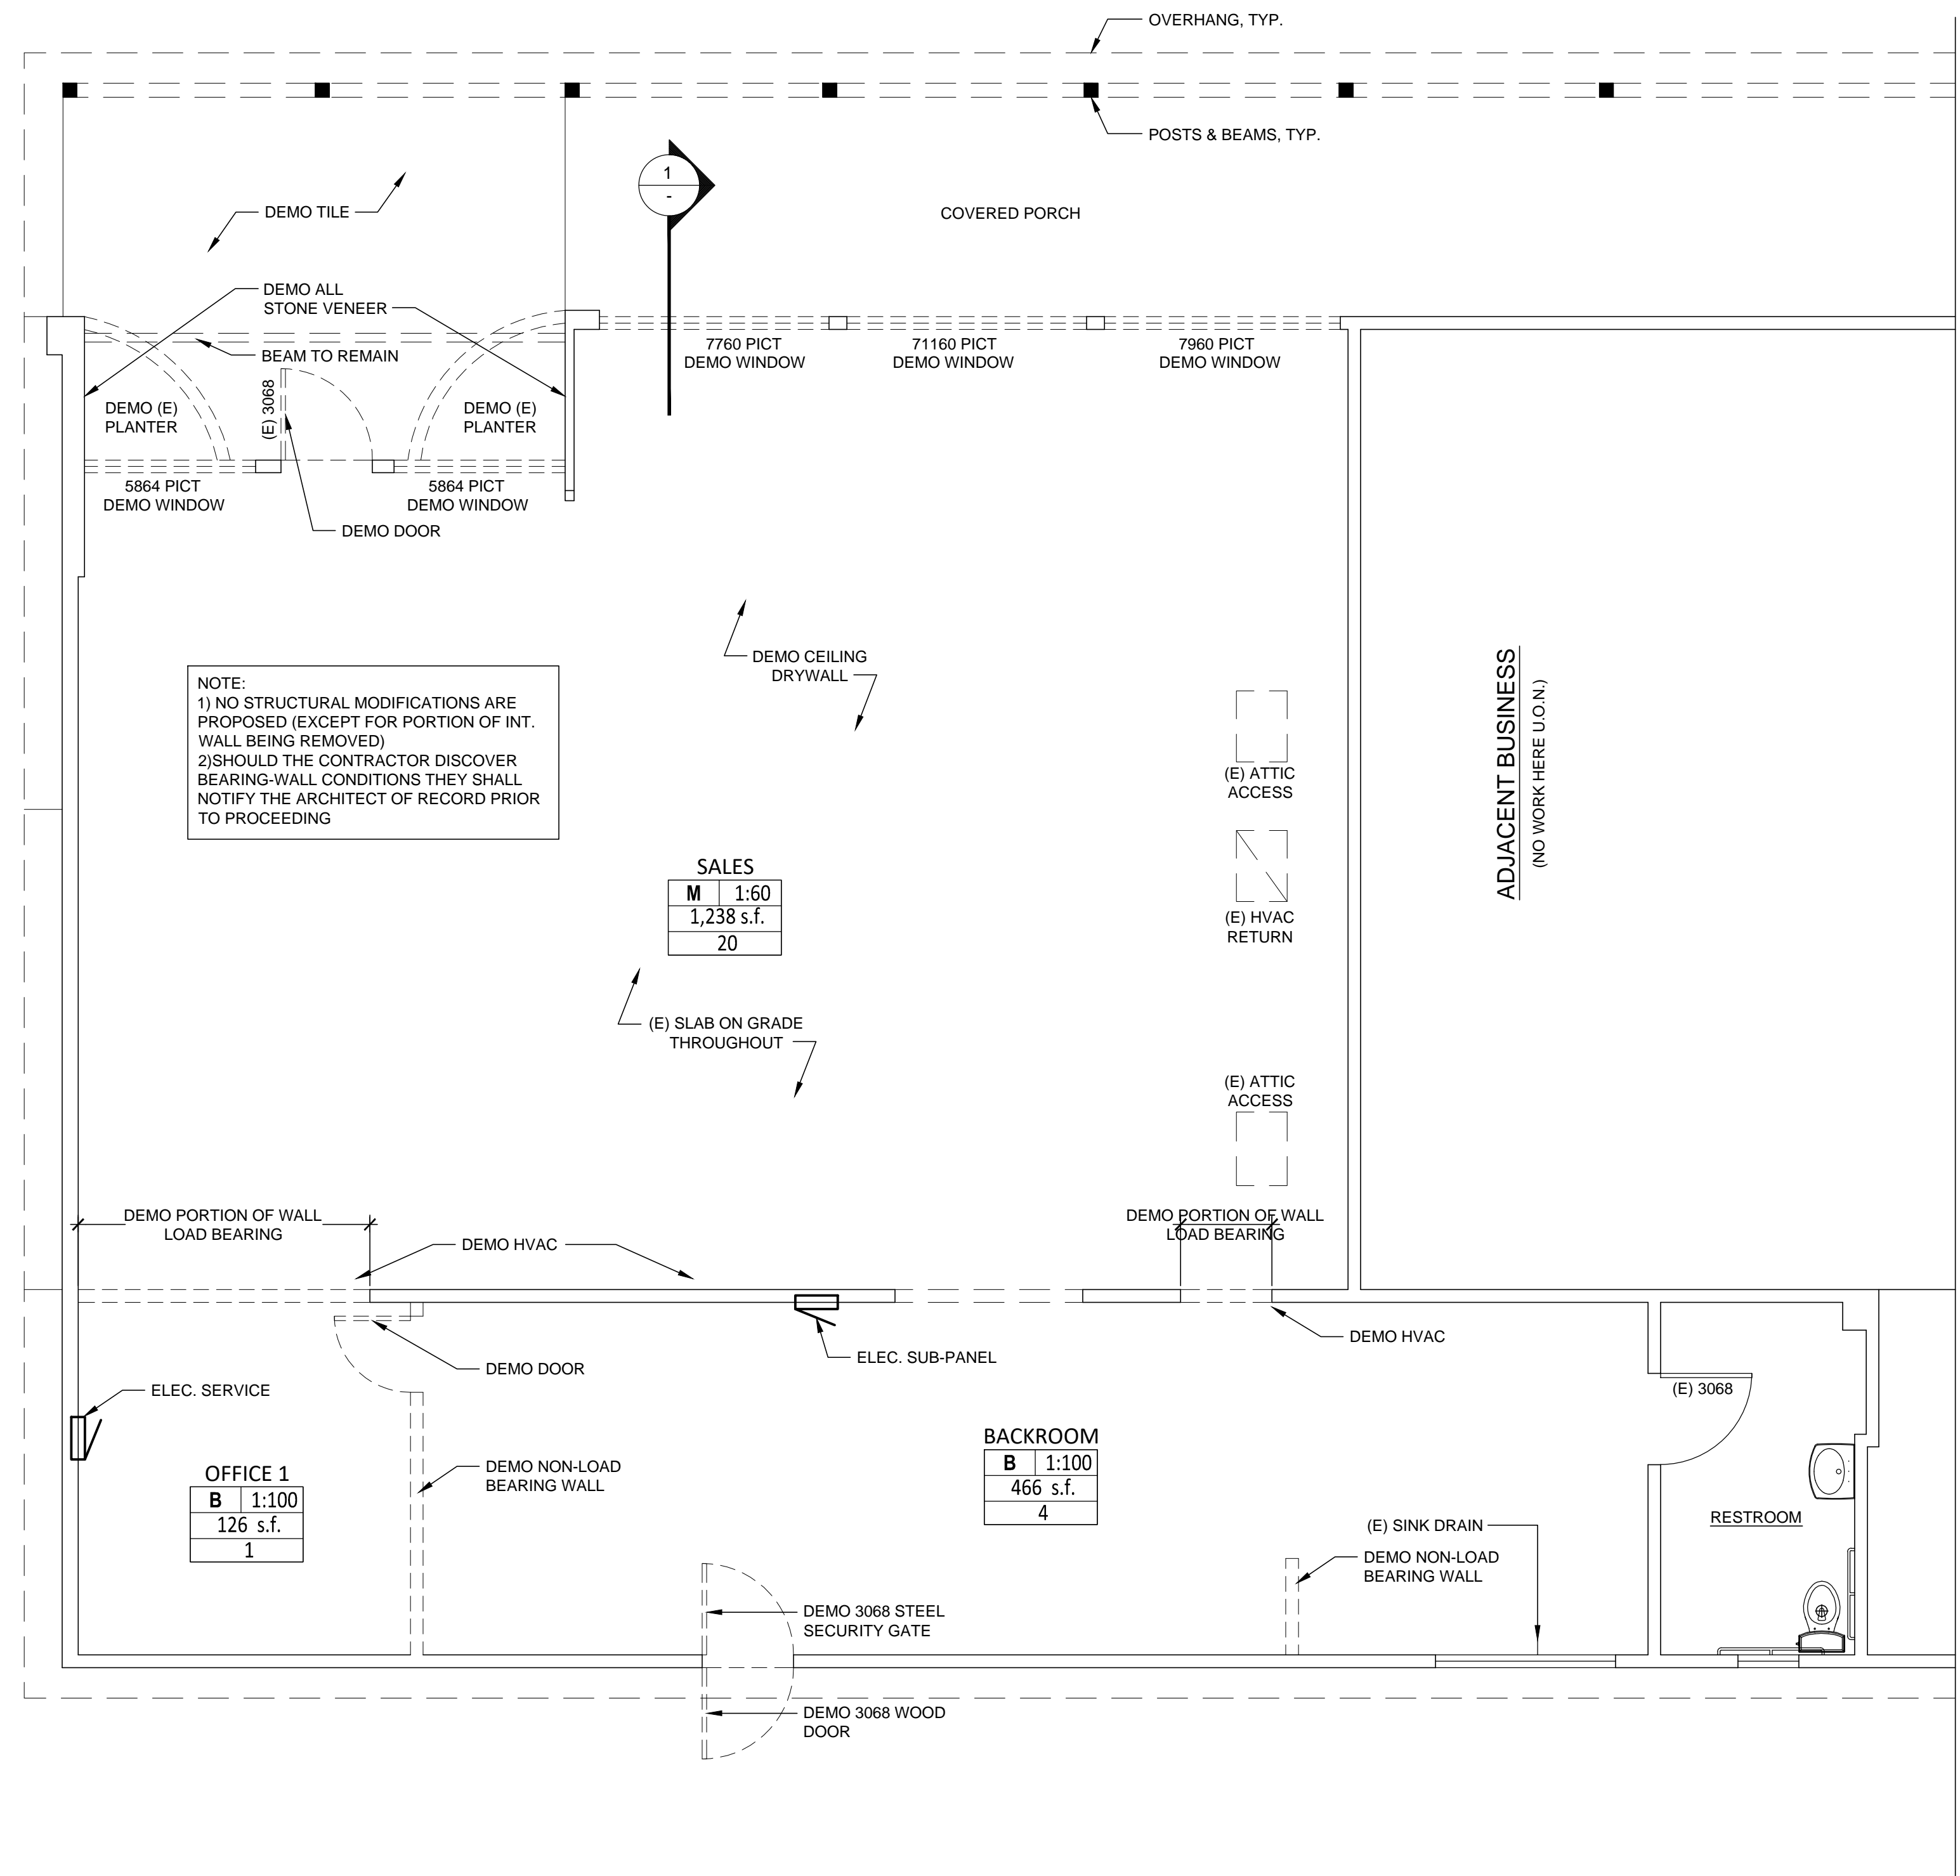 OVERHANG, TYP.
POSTS & BEAMS, TYP.
1
-
DEMO TILE
COVERED PORCH
DEMO ALL
STONE VENEER
BEAM TO REMAIN
7760 PICT
DEMO WINDOW
71160 PICT
DEMO WINDOW
7960 PICT
DEMO WINDOW
(E) 3068
DEMO (E)
PLANTER
DEMO (E)
PLANTER
5864 PICT
DEMO WINDOW
5864 PICT
DEMO WINDOW
DEMO DOOR
DEMO CEILING
DRYWALL
NOTE:
1) NO STRUCTURAL MODIFICATIONS ARE
PROPOSED (EXCEPT FOR PORTION OF INT.
WALL BEING REMOVED)
2)SHOULD THE CONTRACTOR DISCOVER
BEARING-WALL CONDITIONS THEY SHALL
NOTIFY THE ARCHITECT OF RECORD PRIOR
TO PROCEEDING
(E) ATTIC
ACCESS
ADJACENT BUSINESS
(NO WORK HERE U.O.N.)
SALES
M 1:60
1,238 s.f.
20
(E) HVAC
RETURN
(E) SLAB ON GRADE
THROUGHOUT
(E) ATTIC
ACCESS
DEMO PORTION OF WALL
LOAD BEARING
DEMO PORTION OF WALL
LOAD BEARING
DEMO HVAC
DEMO HVAC
ELEC. SUB-PANEL
DEMO DOOR
ELEC. SERVICE
(E) 3068
BACKROOM
B 1:100
466 s.f.
4
OFFICE 1
B 1:100
126 s.f.
1
DEMO NON-LOAD
BEARING WALL
RESTROOM
(E) SINK DRAIN
DEMO NON-LOAD
BEARING WALL
DEMO 3068 STEEL
SECURITY GATE
DEMO 3068 WOOD
DOOR